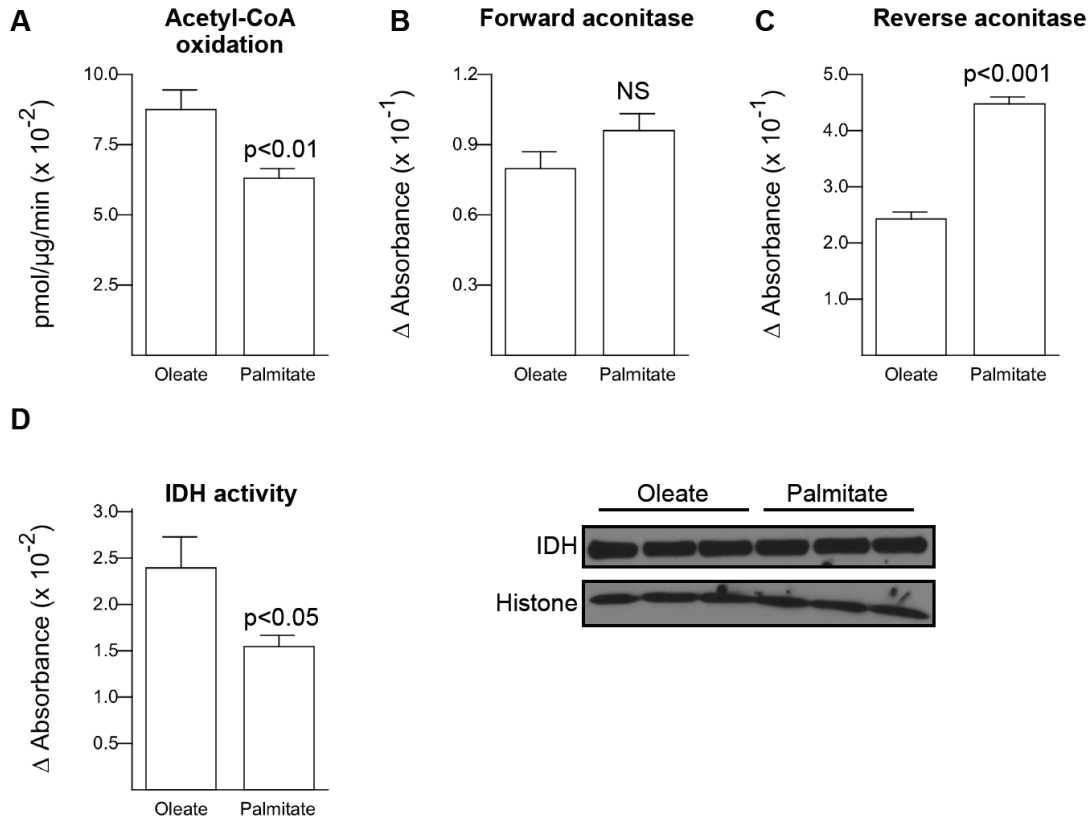 A
Acetyl-CoA
oxidation
pmol/µg/min (x 10⁻²)
10.0
7.5
5.0
2.5
p<0.01
Oleate
Palmitate
B
Forward aconitase
Δ Absorbance (x 10⁻¹)
1.2
0.9
0.6
0.3
NS
Oleate
Palmitate
C
Reverse aconitase
Δ Absorbance (x 10⁻¹)
5.0
4.0
3.0
2.0
1.0
p<0.001
Oleate
Palmitate
D
IDH activity
Δ Absorbance (x 10⁻²)
3.0
2.5
2.0
1.5
1.0
0.5
p<0.05
Oleate
Palmitate
Oleate
Palmitate
IDH
Histone